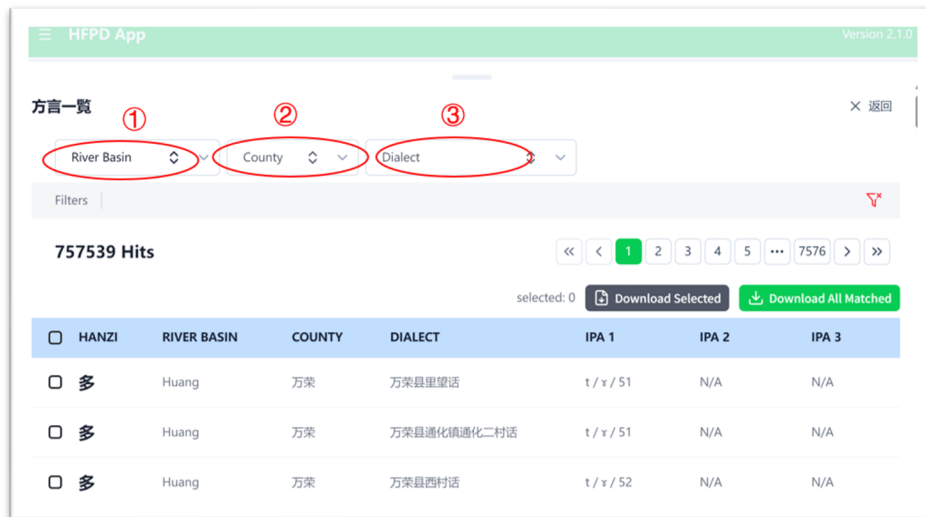 ☰ HFPD App Version 2.1.0
方言一覧 × 返回
① ② ③
River Basin County Dialect
Filters
757539 Hits « ‹ 1 2 3 4 5 ••• 7576 › »
selected: 0 Download Selected Download All Matched
HANZI RIVER BASIN COUNTY DIALECT IPA 1 IPA 2 IPA 3
多 Huang 万荣 万荣县里望话 t / ɤ / 51 N/A N/A
多 Huang 万荣 万荣县通化镇通化二村话 t / ɤ / 51 N/A N/A
多 Huang 万荣 万荣县西村话 t / ɤ / 52 N/A N/A